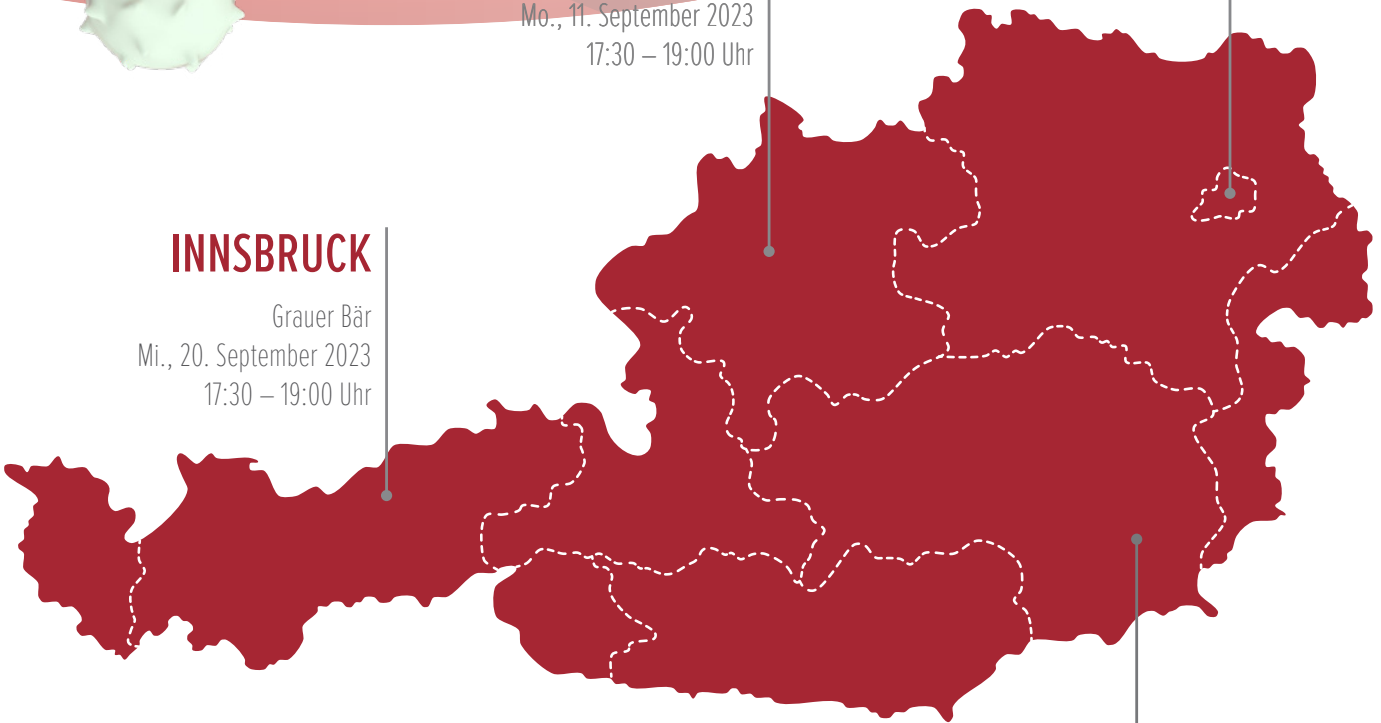 Mo., 11. September 2023
17:30 – 19:00 Uhr
INNSBRUCK
Grauer Bär
Mi., 20. September 2023
17:30 – 19:00 Uhr